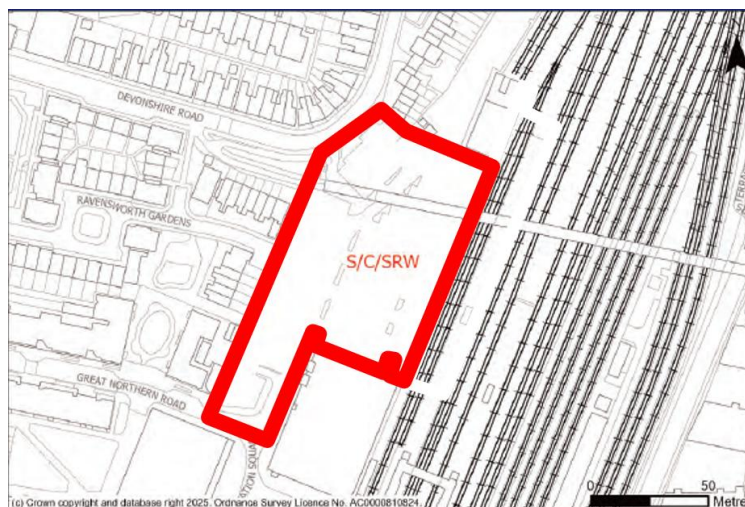 DEVONSHIRE ROAD
RAVENSWORTH GARDENS
S/C/SRW
GREAT NORTHERN ROAD
0 50
Metre
(c) Crown copyright and database right 2025. Ordnance Survey Licence No. AC0000810824.